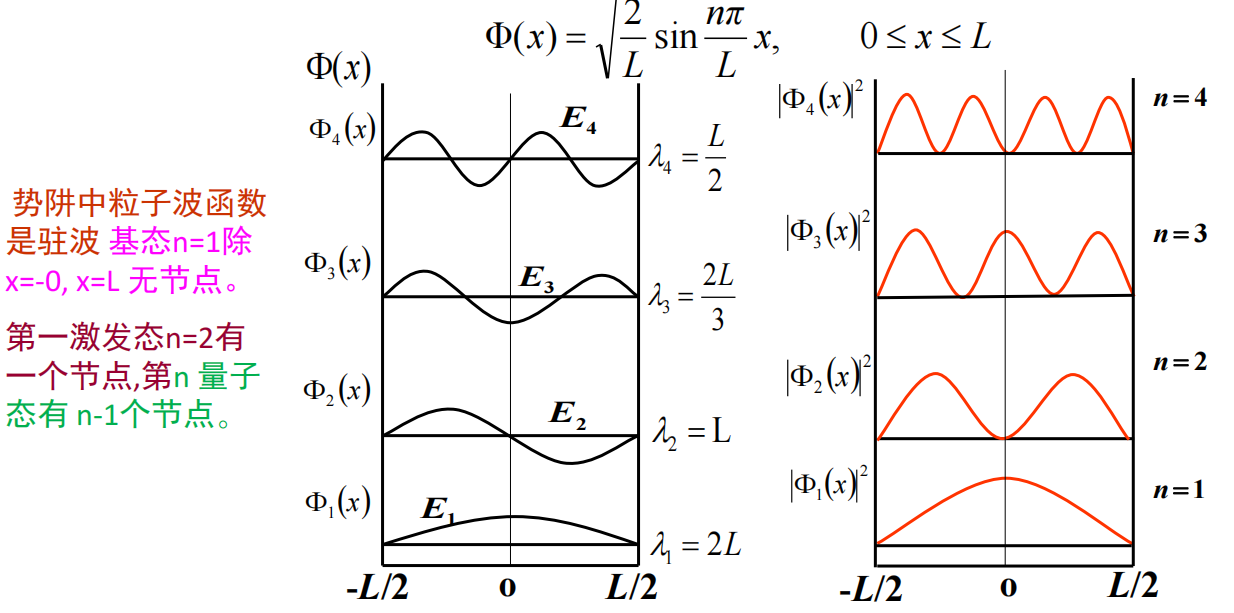 Φ(x) = √(2/L) sin (nπ/L) x, 0 ≤ x ≤ L
势阱中粒子波函数
是驻波 基态n=1除
x=-0, x=L 无节点。
第一激发态n=2有
一个节点,第n 量子
态有 n-1个节点。
Φ(x)
Φ₄(x) E₄ λ₄ = L/2
Φ₃(x) E₃ λ₃ = 2L/3
Φ₂(x) E₂ λ₂ = L
Φ₁(x) E₁ λ₁ = 2L
-L/2 o L/2
|Φ₄(x)|² n=4
|Φ₃(x)|² n=3
|Φ₂(x)|² n=2
|Φ₁(x)|² n=1
-L/2 o L/2